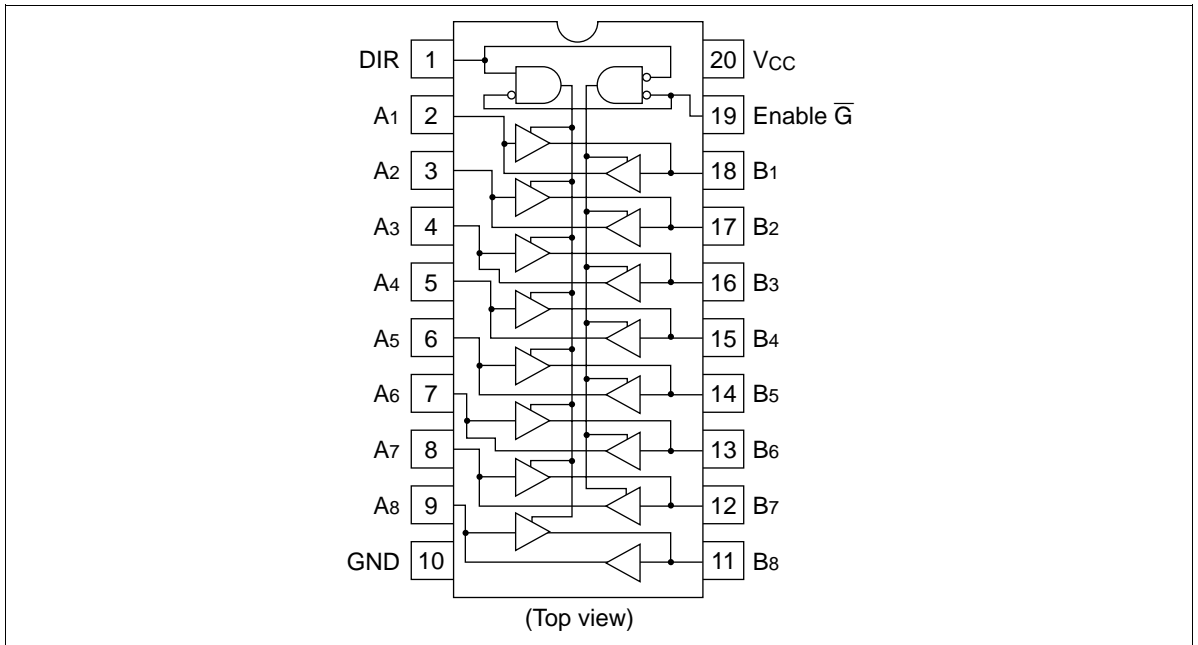 DIR 1 20 VCC
19 Enable G̅
A1 2
A2 3 18 B1
A3 4 17 B2
A4 5 16 B3
A5 6 15 B4
A6 7 14 B5
A7 8 13 B6
A8 9 12 B7
GND 10 11 B8
(Top view)